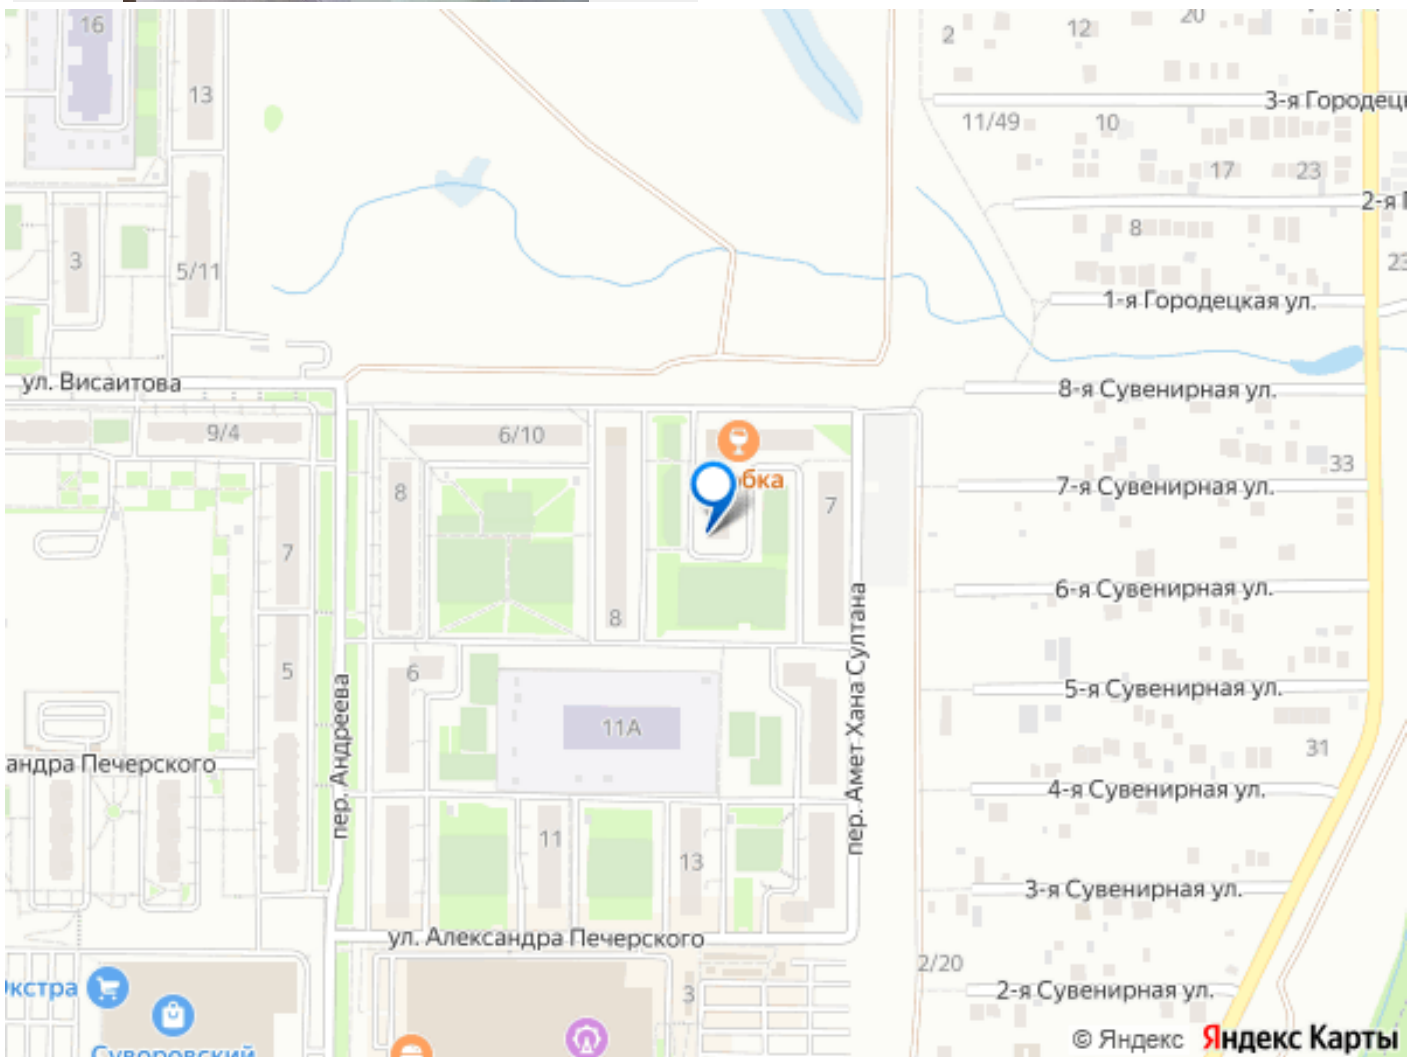 16
2
12
20
13
3-я Городецк
11/49
10
17
23
2-я
8
3
5/11
23
1-я Городецкая ул.
ул. Висаитова
8-я Сувенирная ул.
9/4
6/10
33
8
бка
7-я Сувенирная ул.
7
7
6-я Сувенирная ул.
8
пер. Амет-Хана Султана
6
5
5-я Сувенирная ул.
пер. Андреева
11А
31
андра Печерского
4-я Сувенирная ул.
11
13
3-я Сувенирная ул.
ул. Александра Печерского
2/20
Экстра
3
2-я Сувенирная ул.
Суворовский
© Яндекс Яндекс Карты